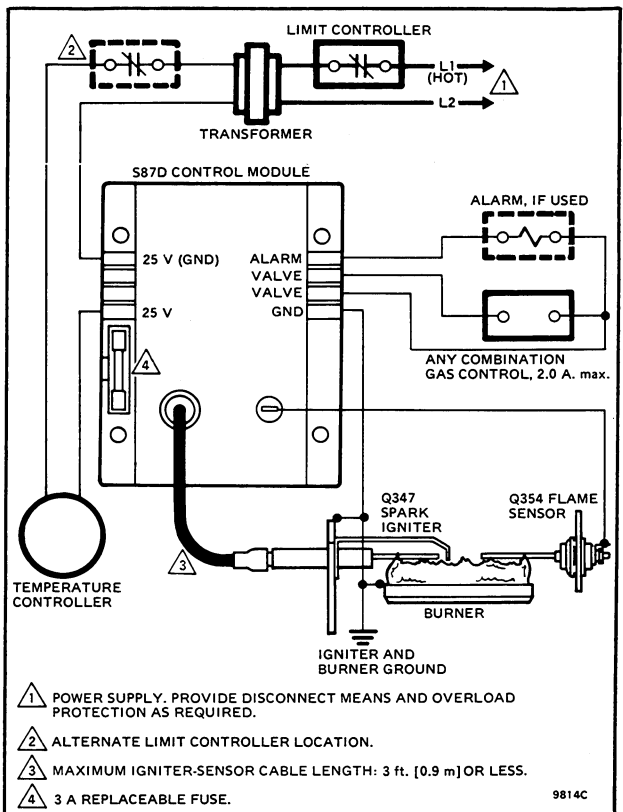 LIMIT CONTROLLER
2
L1
(HOT)
1
L2
TRANSFORMER
S87D CONTROL MODULE
ALARM, IF USED
25 V (GND)
ALARM
VALVE
VALVE
25 V
GND
4
ANY COMBINATION
GAS CONTROL, 2.0 A. max.
Q347
SPARK
IGNITER
Q354 FLAME
SENSOR
3
TEMPERATURE
CONTROLLER
BURNER
IGNITER AND
BURNER GROUND
1 POWER SUPPLY. PROVIDE DISCONNECT MEANS AND OVERLOAD
PROTECTION AS REQUIRED.
2 ALTERNATE LIMIT CONTROLLER LOCATION.
3 MAXIMUM IGNITER-SENSOR CABLE LENGTH: 3 ft. [0.9 m] OR LESS.
4 3 A REPLACEABLE FUSE.
9814C